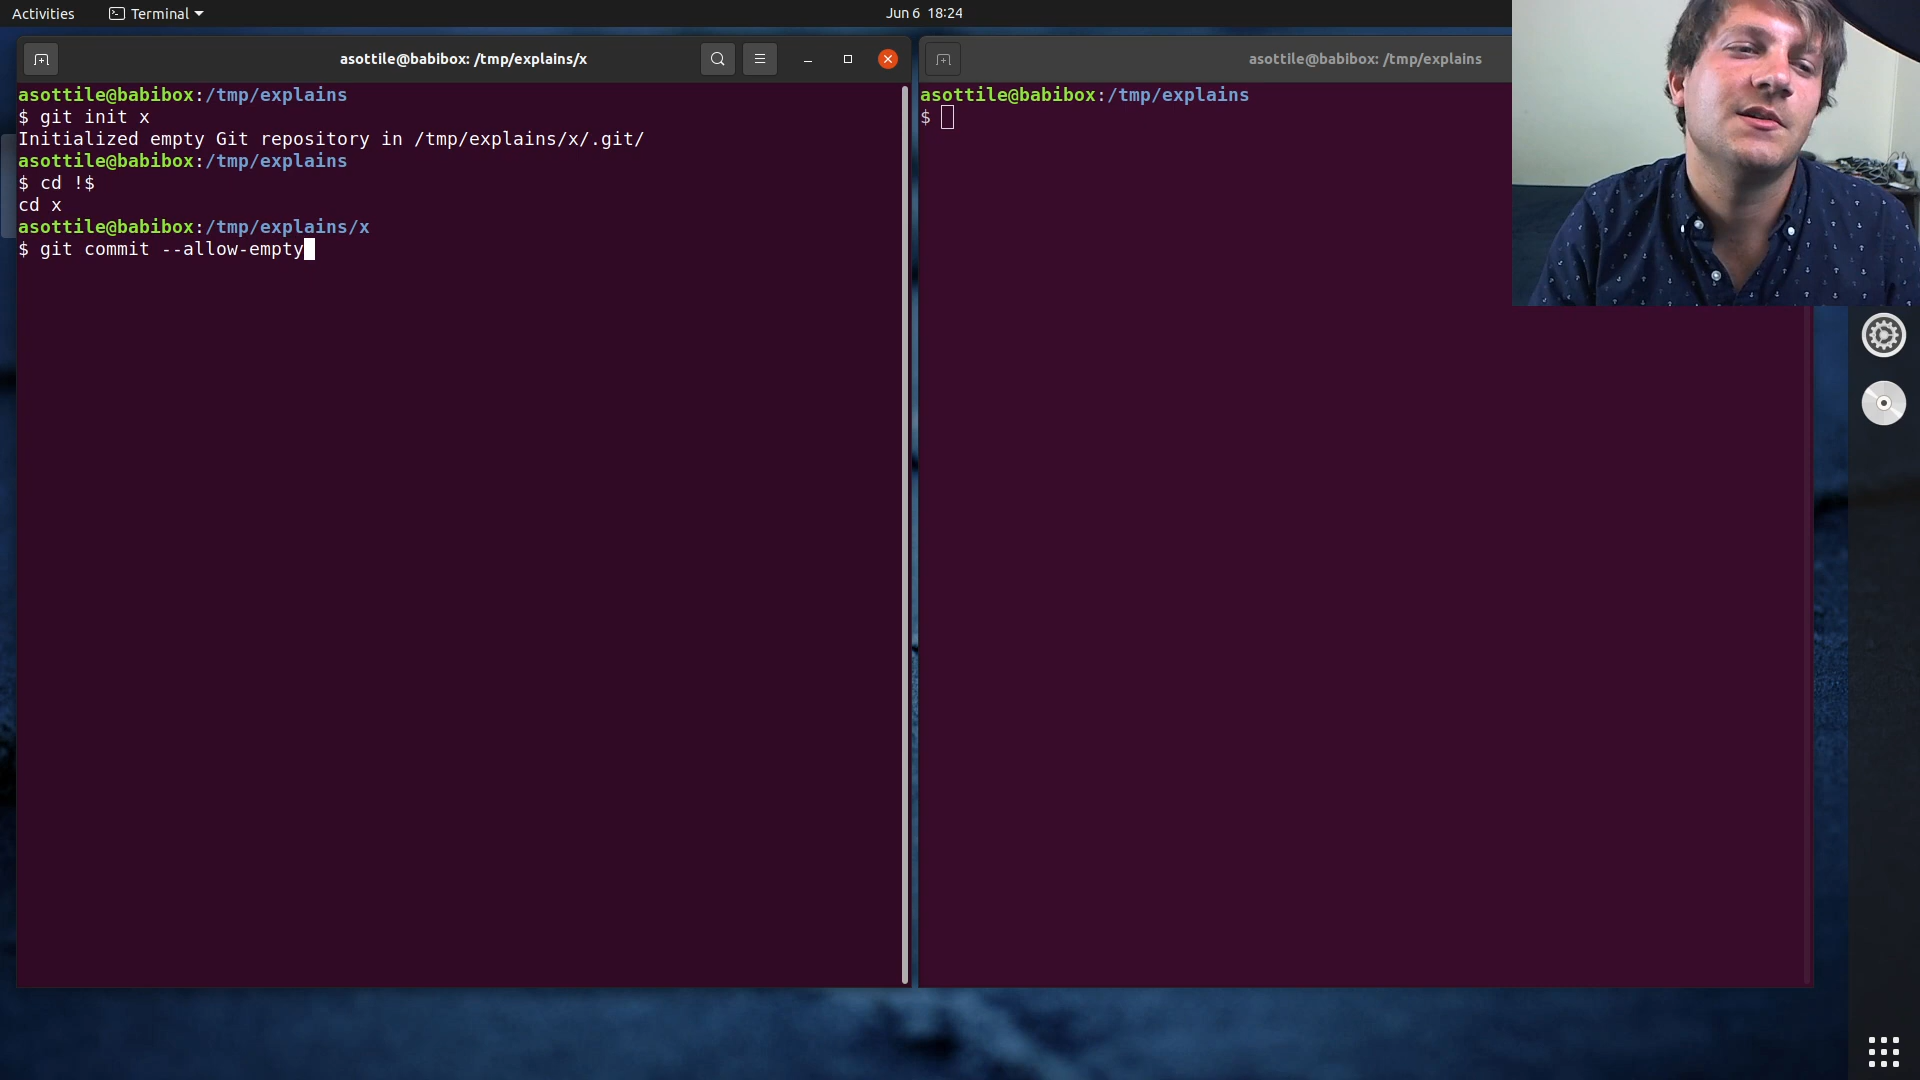 Activities
Terminal
Jun 6 18:24
asottile@babibox: /tmp/explains/x
asottile@babibox:/tmp/explains
$ git init x
Initialized empty Git repository in /tmp/explains/x/.git/
asottile@babibox:/tmp/explains
$ cd !$
cd x
asottile@babibox:/tmp/explains/x
$ git commit --allow-empty
asottile@babibox: /tmp/explains
asottile@babibox:/tmp/explains
$